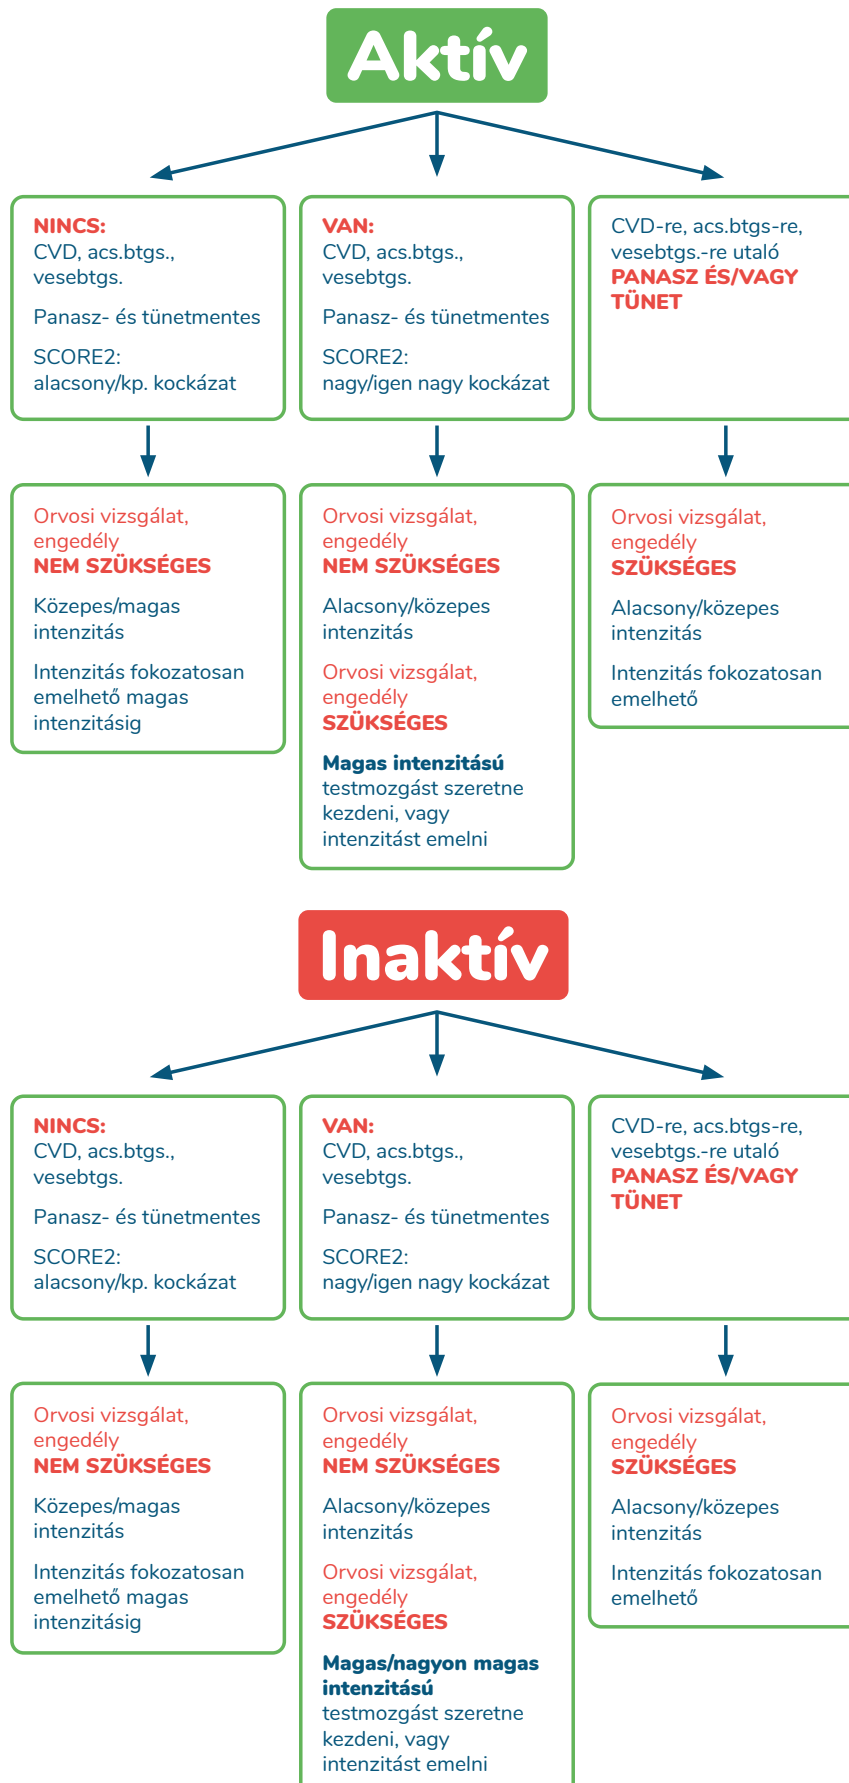 Aktív
NINCS:
CVD, acs.btgs.,
vesebtgs.
Panasz- és tünetmentes
SCORE2:
alacsony/kp. kockázat
VAN:
CVD, acs.btgs.,
vesebtgs.
Panasz- és tünetmentes
SCORE2:
nagy/igen nagy kockázat
CVD-re, acs.btgs-re,
vesebtgs.-re utaló
PANASZ ÉS/VAGY
TÜNET
Orvosi vizsgálat,
engedély
NEM SZÜKSÉGES
Közepes/magas
intenzitás
Intenzitás fokozatosan
emelhető magas
intenzitásig
Orvosi vizsgálat,
engedély
NEM SZÜKSÉGES
Alacsony/közepes
intenzitás
Orvosi vizsgálat,
engedély
SZÜKSÉGES
Magas intenzitású
testmozgást szeretne
kezdeni, vagy
intenzitást emelni
Orvosi vizsgálat,
engedély
SZÜKSÉGES
Alacsony/közepes
intenzitás
Intenzitás fokozatosan
emelhető
Inaktív
NINCS:
CVD, acs.btgs.,
vesebtgs.
Panasz- és tünetmentes
SCORE2:
alacsony/kp. kockázat
VAN:
CVD, acs.btgs.,
vesebtgs.
Panasz- és tünetmentes
SCORE2:
nagy/igen nagy kockázat
CVD-re, acs.btgs-re,
vesebtgs.-re utaló
PANASZ ÉS/VAGY
TÜNET
Orvosi vizsgálat,
engedély
NEM SZÜKSÉGES
Közepes/magas
intenzitás
Intenzitás fokozatosan
emelhető magas
intenzitásig
Orvosi vizsgálat,
engedély
NEM SZÜKSÉGES
Alacsony/közepes
intenzitás
Orvosi vizsgálat,
engedély
SZÜKSÉGES
Magas/nagyon magas
intenzitású
testmozgást szeretne
kezdeni, vagy
intenzitást emelni
Orvosi vizsgálat,
engedély
SZÜKSÉGES
Alacsony/közepes
intenzitás
Intenzitás fokozatosan
emelhető